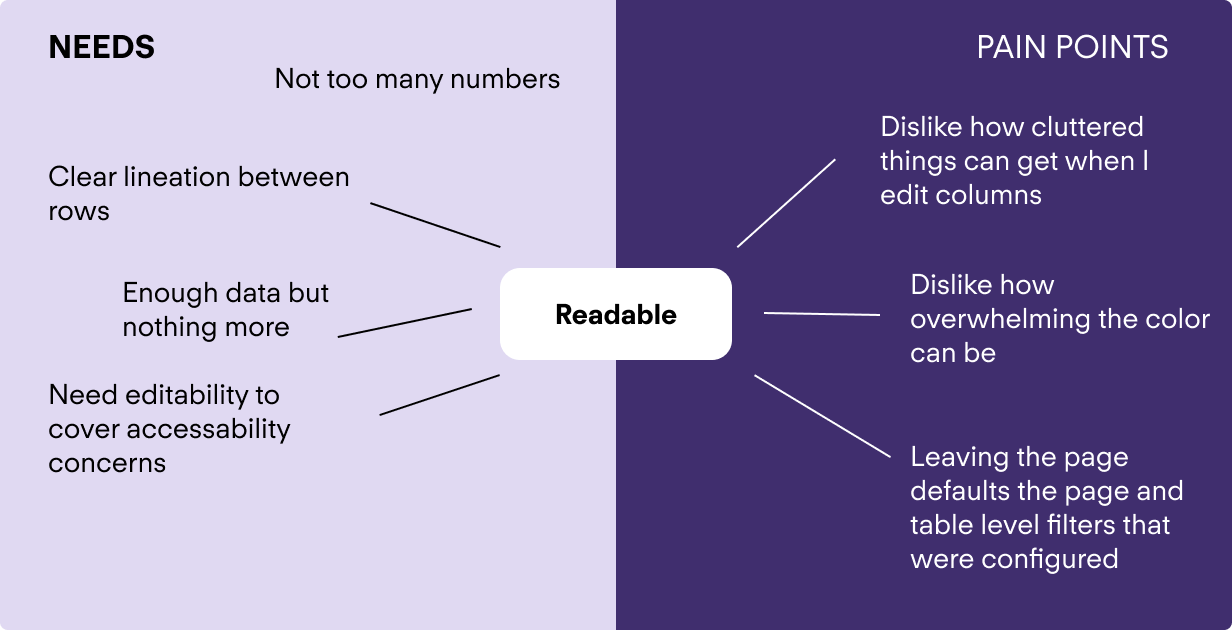 NEEDS
Not too many numbers
Clear lineation between
rows
Enough data but
nothing more
Need editability to
cover accessability
concerns
Readable
PAIN POINTS
Dislike how cluttered
things can get when I
edit columns
Dislike how
overwhelming the color
can be
Leaving the page
defaults the page and
table level filters that
were configured